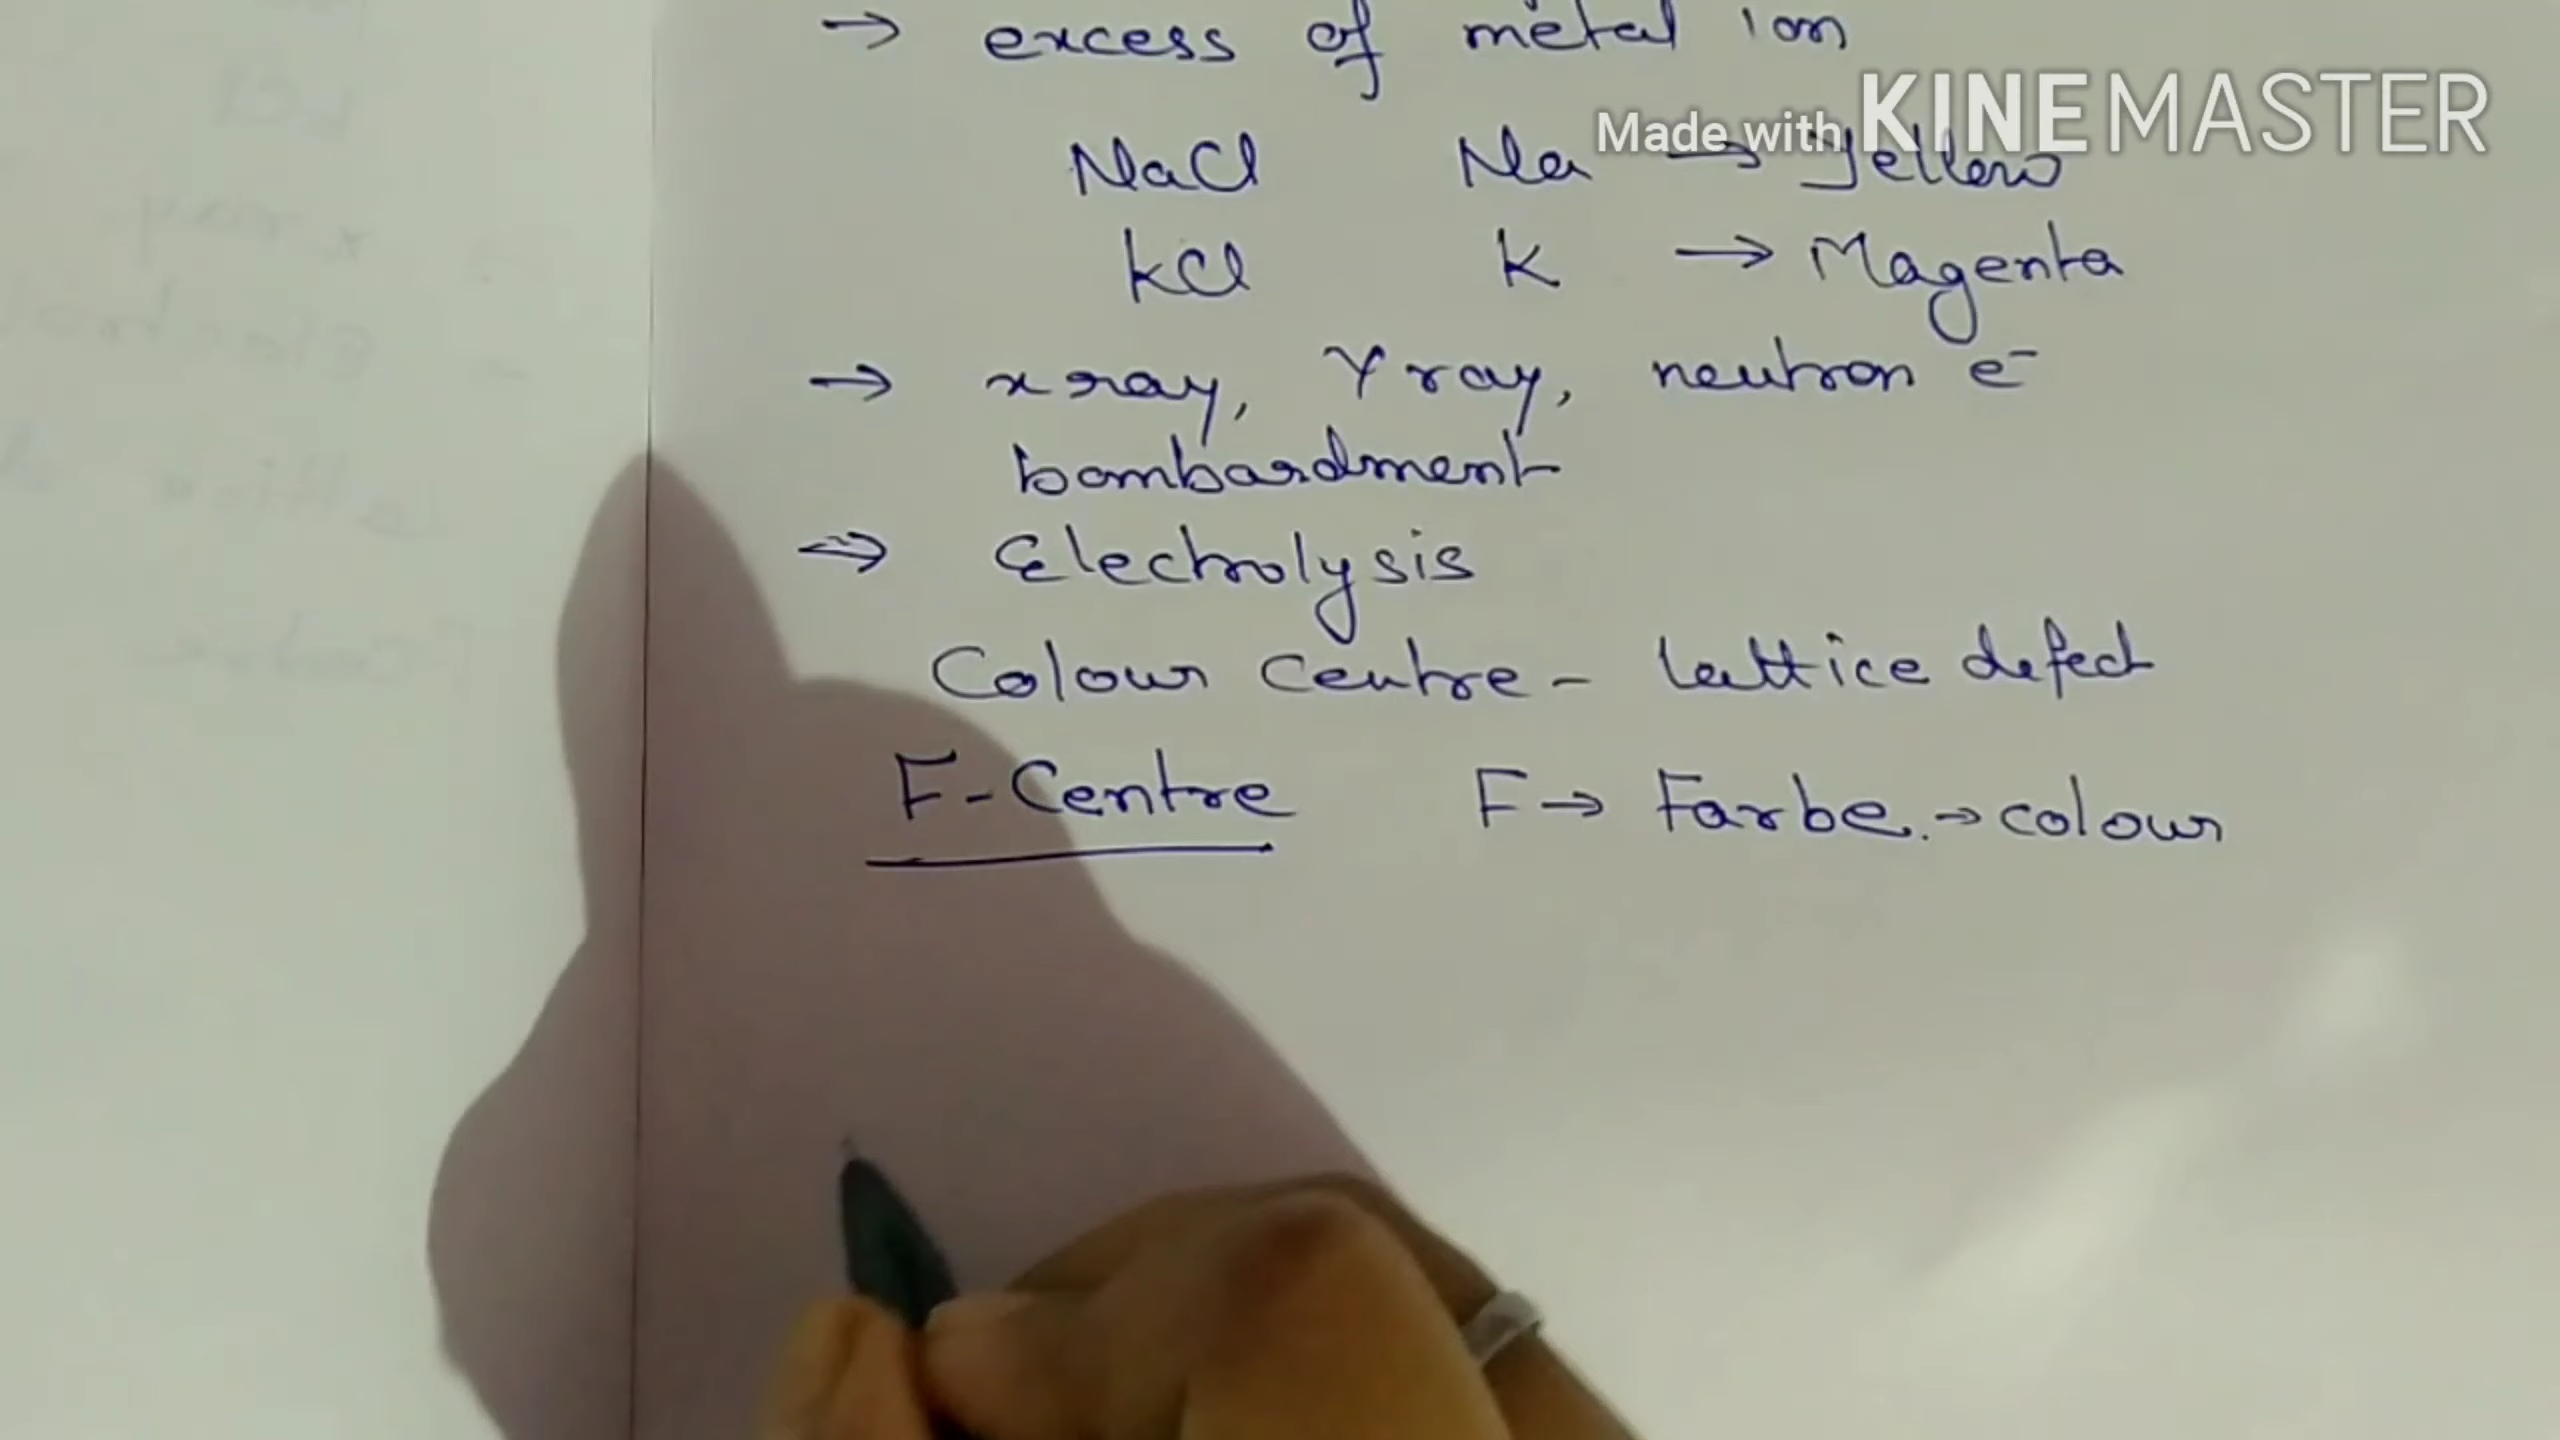 → excess of metal ion
Made with KINEMASTER
NaCl Na → Yellow
KCl K → Magenta
→ x ray, γ ray, neutron e⁻
bombardment
⇒ Electrolysis
Colour Centre - lattice defect
F-Centre F → Farbe. → colour